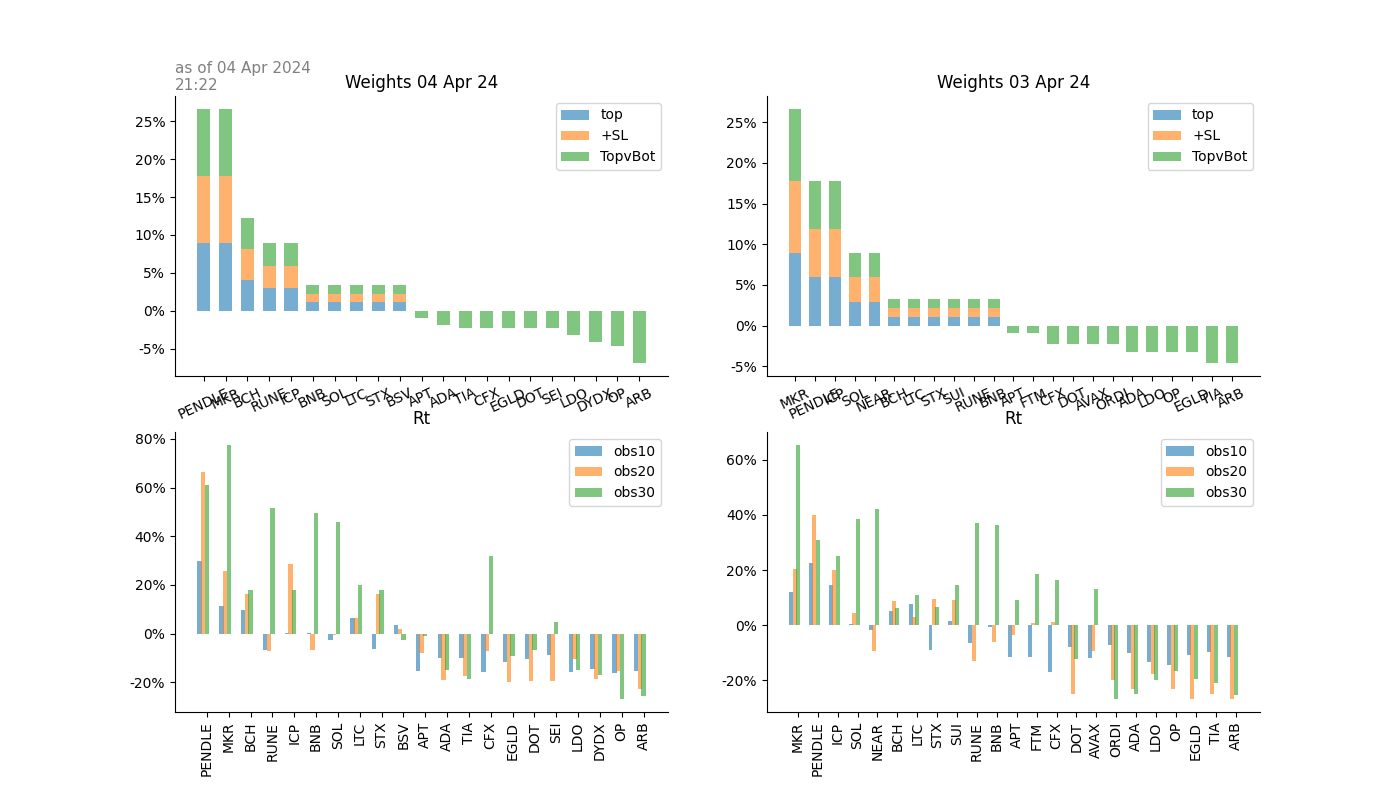 as of 04 Apr 2024
21:22
Weights 04 Apr 24
25%
20%
15%
10%
5%
0%
-5%
top
+SL
TopvBot
PENDLE
MKR
BCH
RUNE
ICP
BNB
SOL
LTC
STX
BSV
APT
ADA
TIA
CFX
EGLD
DOT
SEI
LDO
DYDX
OP
ARB
Weights 03 Apr 24
25%
20%
15%
10%
5%
0%
-5%
top
+SL
TopvBot
MKR
PENDLE
ICP
SOL
NEAR
BCH
LTC
STX
SUI
RUNE
BNB
APT
FTM
CFX
DOT
AVAX
ORDI
ADA
LDO
OP
EGLD
TIA
ARB
Rt
80%
60%
40%
20%
0%
-20%
obs10
obs20
obs30
PENDLE
MKR
BCH
RUNE
ICP
BNB
SOL
LTC
STX
BSV
APT
ADA
TIA
CFX
EGLD
DOT
SEI
LDO
DYDX
OP
ARB
Rt
60%
40%
20%
0%
-20%
obs10
obs20
obs30
MKR
PENDLE
ICP
SOL
NEAR
BCH
LTC
STX
SUI
RUNE
BNB
APT
FTM
CFX
DOT
AVAX
ORDI
ADA
LDO
OP
EGLD
TIA
ARB